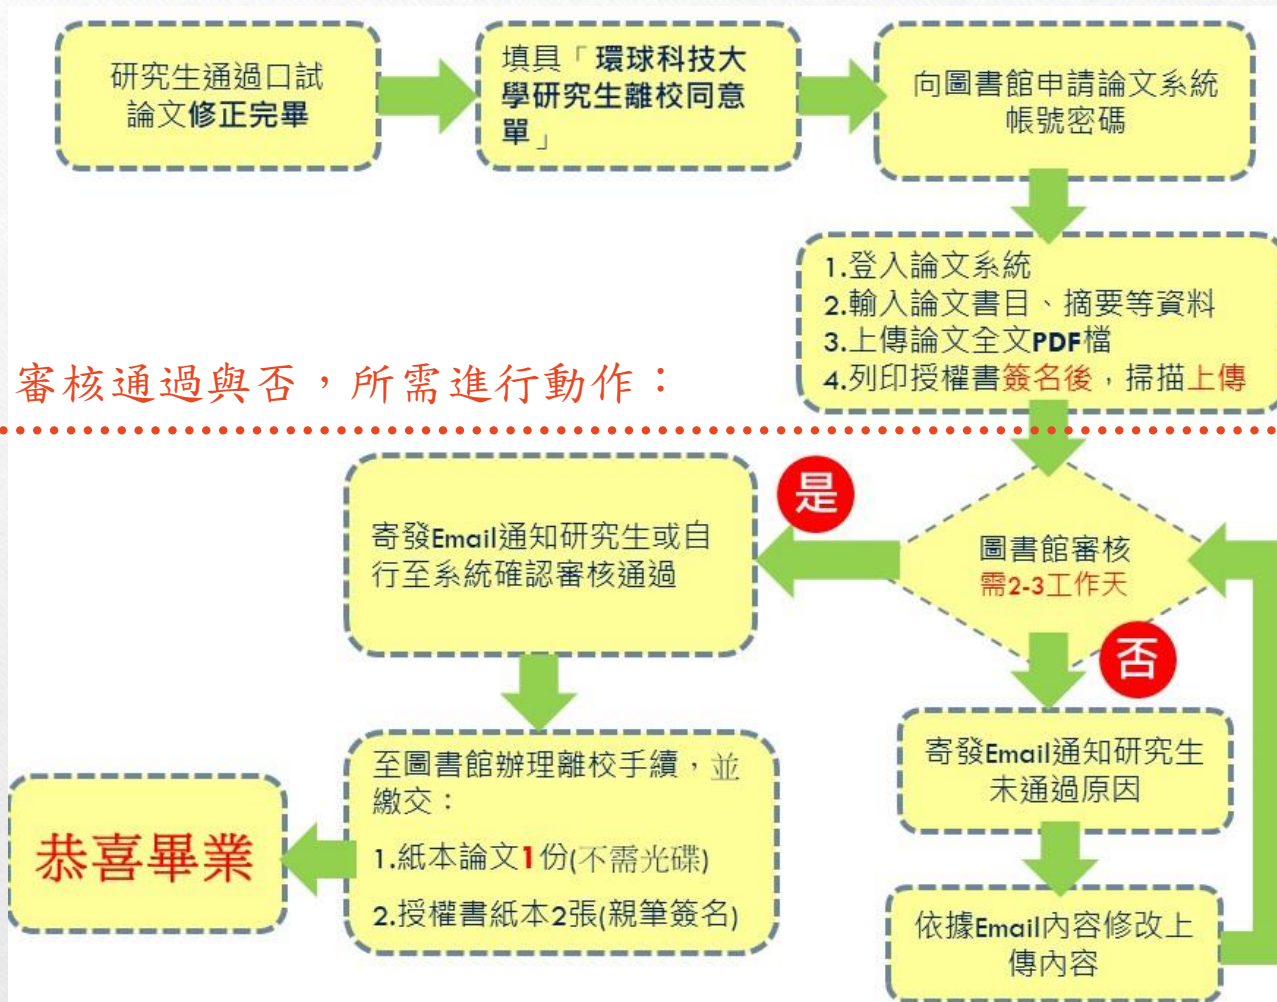 研究生通過口試
論文修正完畢
填具「環球科技大
學研究生離校同意
單」
向圖書館申請論文系統
帳號密碼
1.登入論文系統
2.輸入論文書目、摘要等資料
3.上傳論文全文PDF檔
4.列印授權書簽名後，掃描上傳
審核通過與否，所需進行動作：
圖書館審核
需2-3工作天
是
寄發Email通知研究生或自
行至系統確認審核通過
否
寄發Email通知研究生
未通過原因
依據Email內容修改上
傳內容
至圖書館辦理離校手續，並
繳交：
1.紙本論文1份(不需光碟)
2.授權書紙本2張(親筆簽名)
恭喜畢業